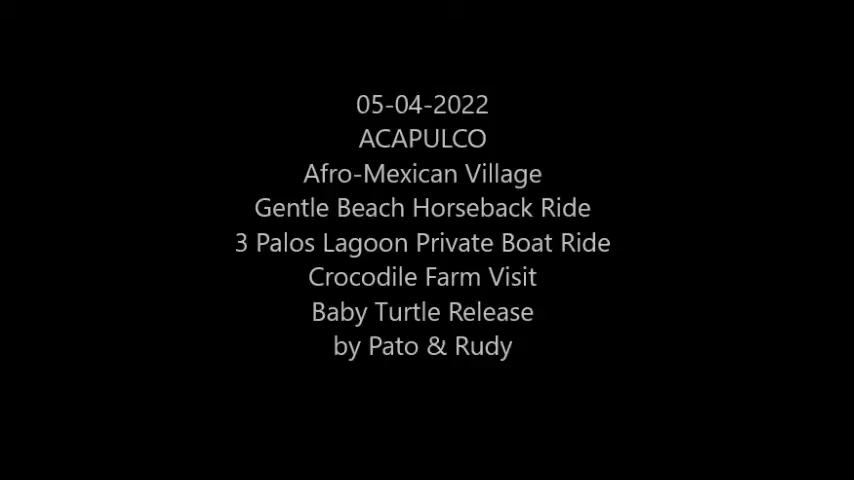 05-04-2022
ACAPULCO
Afro-Mexican Village
Gentle Beach Horseback Ride
3 Palos Lagoon Private Boat Ride
Crocodile Farm Visit
Baby Turtle Release
by Pato & Rudy